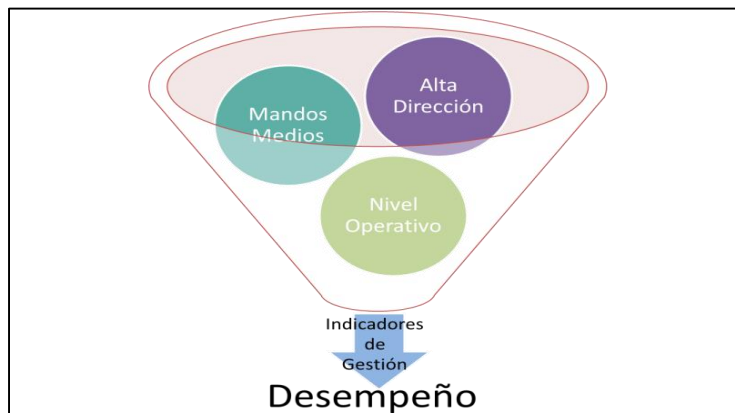 Alta
Dirección
Mandos
Medios
Nivel
Operativo
Indicadores
de
Gestión
Desempeño